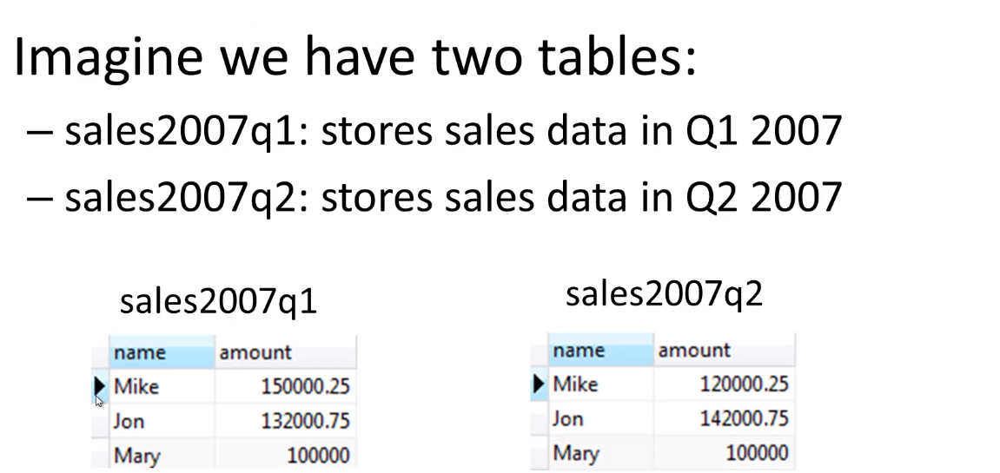 Imagine we have two tables:
– sales2007q1: stores sales data in Q1 2007
– sales2007q2: stores sales data in Q2 2007
sales2007q1
name amount
Mike 150000.25
Jon 132000.75
Mary 100000
sales2007q2
name amount
Mike 120000.25
Jon 142000.75
Mary 100000